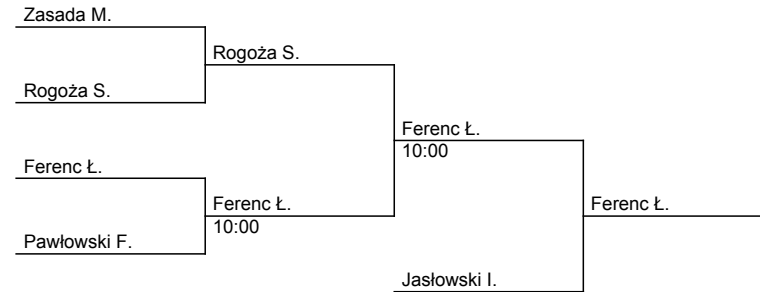 Zasada M.
Rogoża S.
Rogoża S.
Ferenc Ł.
10:00
Ferenc Ł.
Ferenc Ł.
10:00
Ferenc Ł.
Pawłowski F.
Jasłowski I.